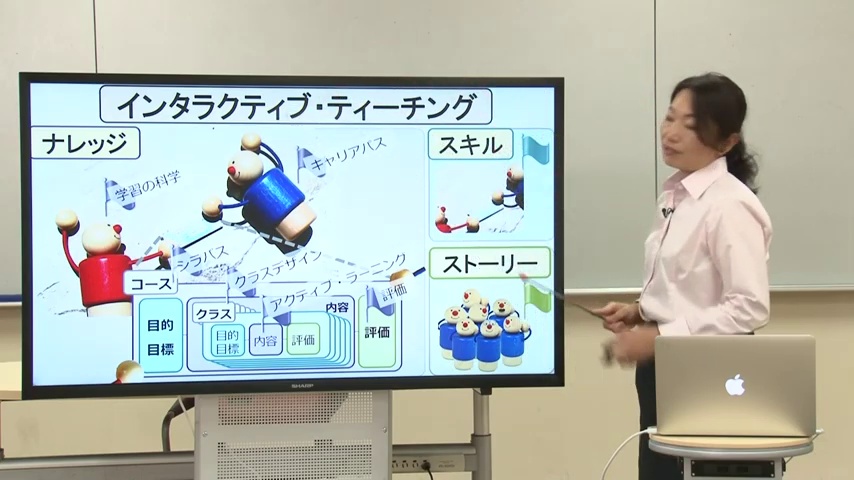 インタラクティブ・ティーチング
ナレッジ
スキル
学習の科学
キャリアパス
シラバス
クラスデザイン
アクティブ・ラーニング
評価
ストーリー
コース
目的
目標
クラス
目的
目標
内容
評価
内容
評価
SHARP